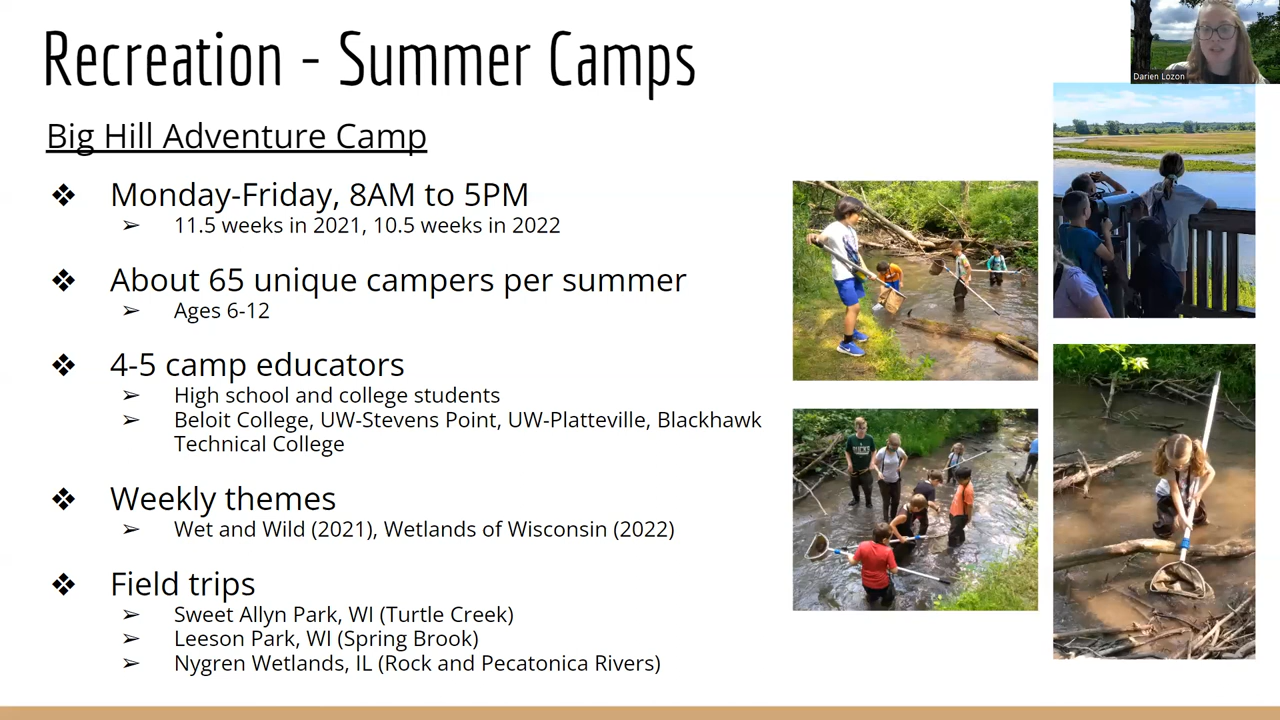 Recreation - Summer Camps
Darien Lozon
Big Hill Adventure Camp
❖ Monday-Friday, 8AM to 5PM
➢ 11.5 weeks in 2021, 10.5 weeks in 2022
❖ About 65 unique campers per summer
➢ Ages 6-12
❖ 4-5 camp educators
➢ High school and college students
➢ Beloit College, UW-Stevens Point, UW-Platteville, Blackhawk
Technical College
❖ Weekly themes
➢ Wet and Wild (2021), Wetlands of Wisconsin (2022)
❖ Field trips
➢ Sweet Allyn Park, WI (Turtle Creek)
➢ Leeson Park, WI (Spring Brook)
➢ Nygren Wetlands, IL (Rock and Pecatonica Rivers)